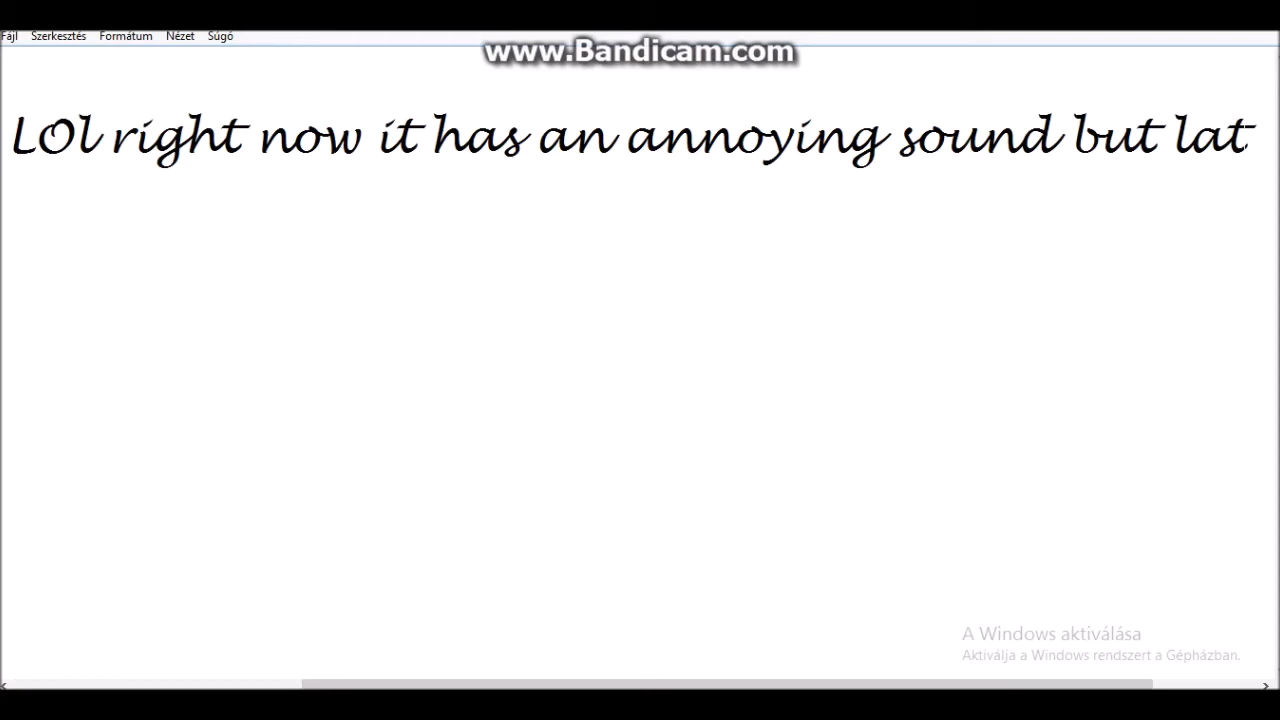 Fájl Szerkesztés Formátum Nézet Súgó
www.Bandicam.com
LOl right now it has an annoying sound but lat
A Windows aktiválása
Aktiválja a Windows rendszert a Gépházban.